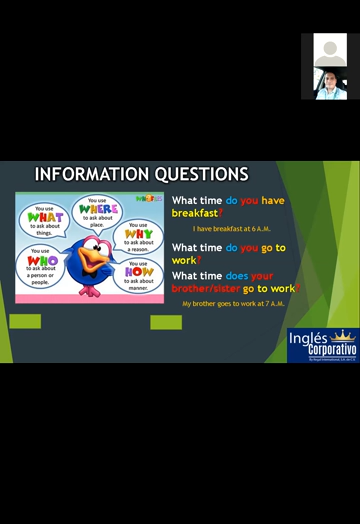 INFORMATION QUESTIONS
You use
WHAT
to ask about
things.
You use
WHERE
to ask about
place.
You use
WHY
to ask about
a reason.
You use
WHO
to ask about
a person or
people.
You use
HOW
to ask about
manner.
What time do you have
breakfast?
I have breakfast at 6 A.M.
What time do you go to
work?
What time does your
brother/sister go to work?
My brother goes to work at 7 A.M.
Inglés
Corporativo